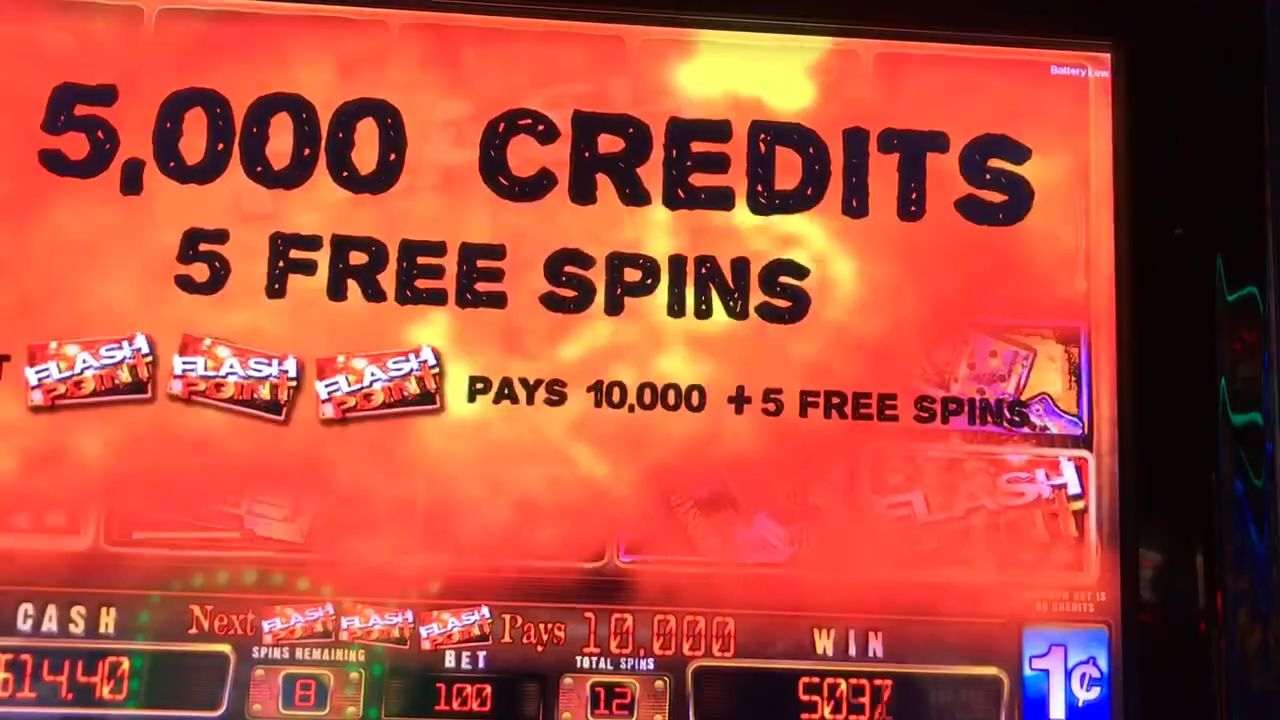 Battery Low
5,000 CREDITS
5 FREE SPINS
FLASH POINT FLASH POINT FLASH POINT PAYS 10,000 + 5 FREE SPINS
FLASH
Next FLASH POINT FLASH POINT FLASH POINT Pays 10,000
CASH
SPINS REMAINING
BET
TOTAL SPINS
WIN
614.40
8
100
12
1¢